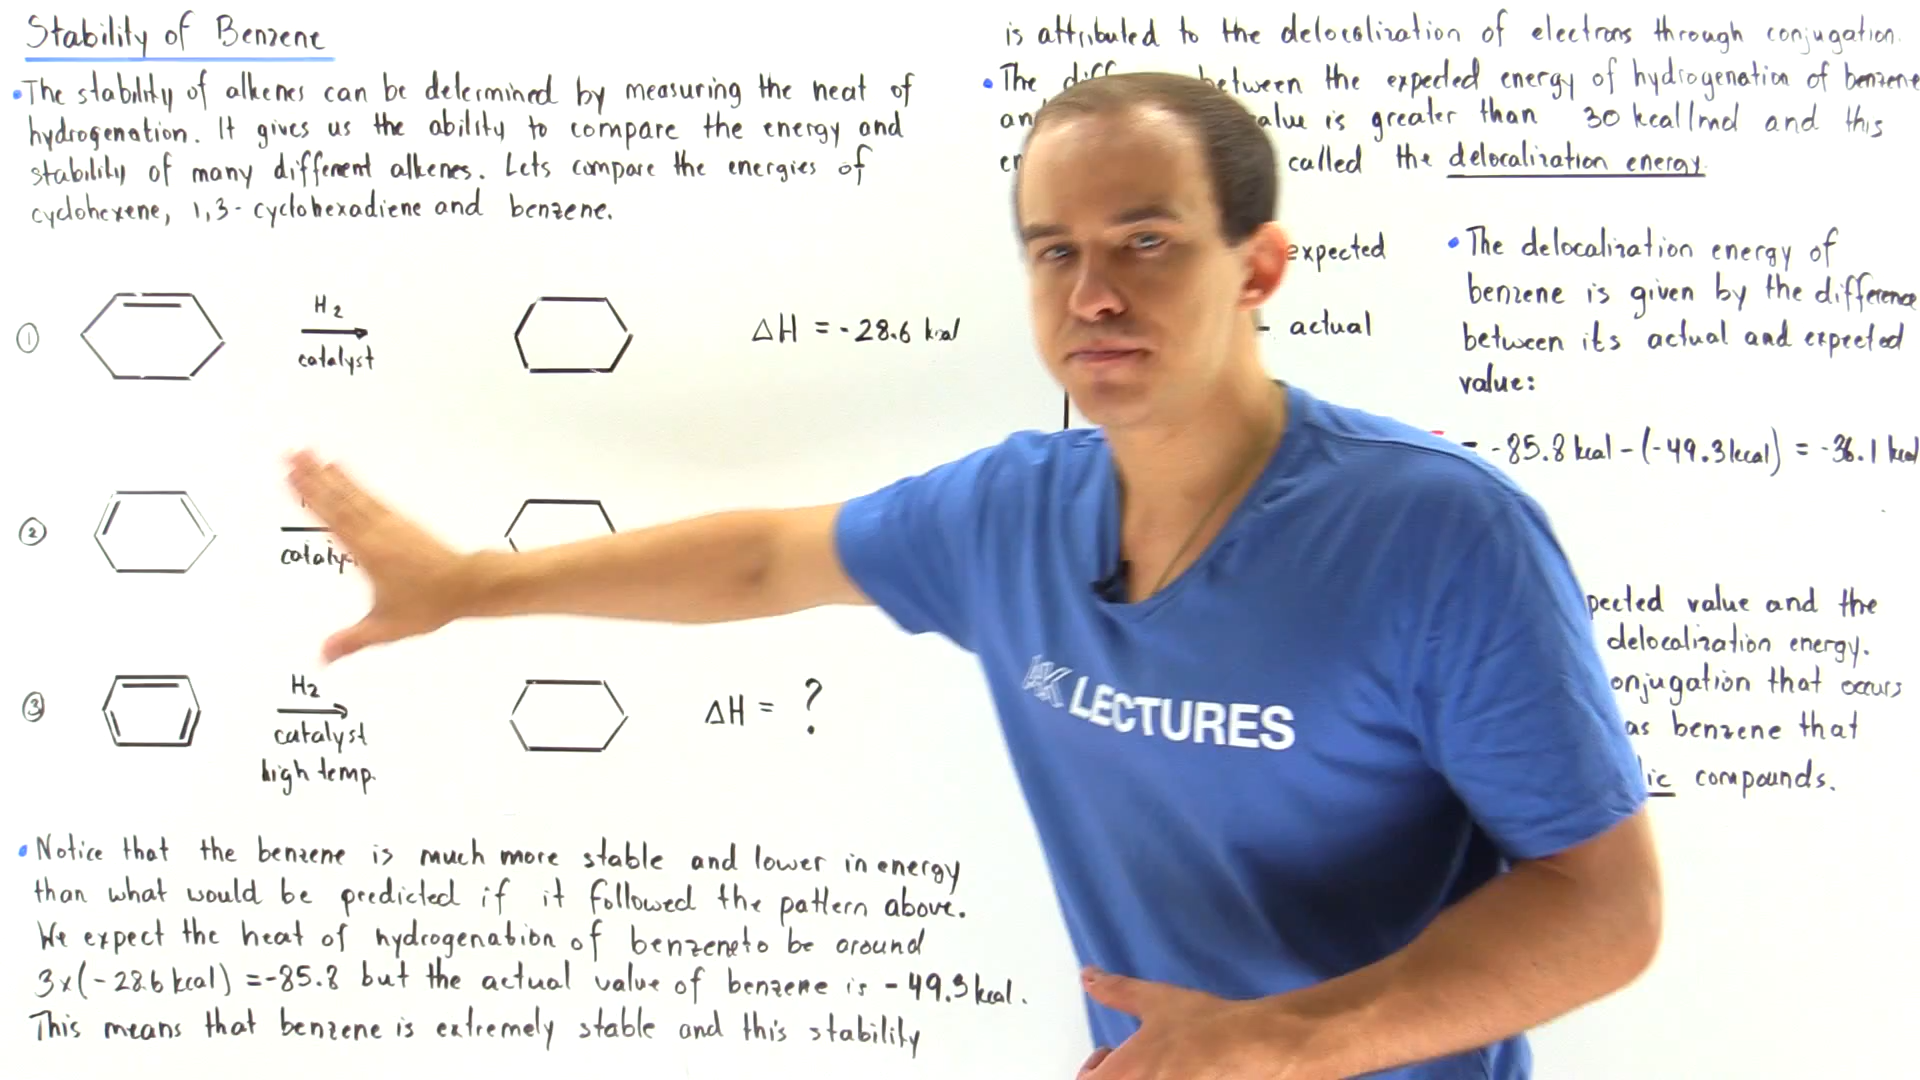 Stability of Benzene
•The stability of alkenes can be determined by measuring the heat of
hydrogenation. It gives us the ability to compare the energy and
stability of many different alkenes. Lets compare the energies of
cyclohexene, 1,3-cyclohexadiene and benzene.
①
H2
catalyst
ΔH = -28.6 kcal
②
③
H2
catalyst
high temp.
ΔH = ?
•Notice that the benzene is much more stable and lower in energy
than what would be predicted if it followed the pattern above.
We expect the heat of hydrogenation of benzene to be around
3x(-28.6 kcal) = -85.8 but the actual value of benzene is -49.3 kcal.
This means that benzene is extremely stable and this stability
is attributed to the delocalization of electrons through conjugation.
•The between the expected energy of hydrogenation of benzene
is greater than 30 kcal/mol and this
called the delocalization energy.
expected
- actual
•The delocalization energy of
benzene is given by the difference
between its actual and expected
value:
= -85.8 kcal - (-49.3 kcal) = -36.1 kcal
value and the
delocalization energy.
that occurs
as benzene that
compounds.
AK LECTURES